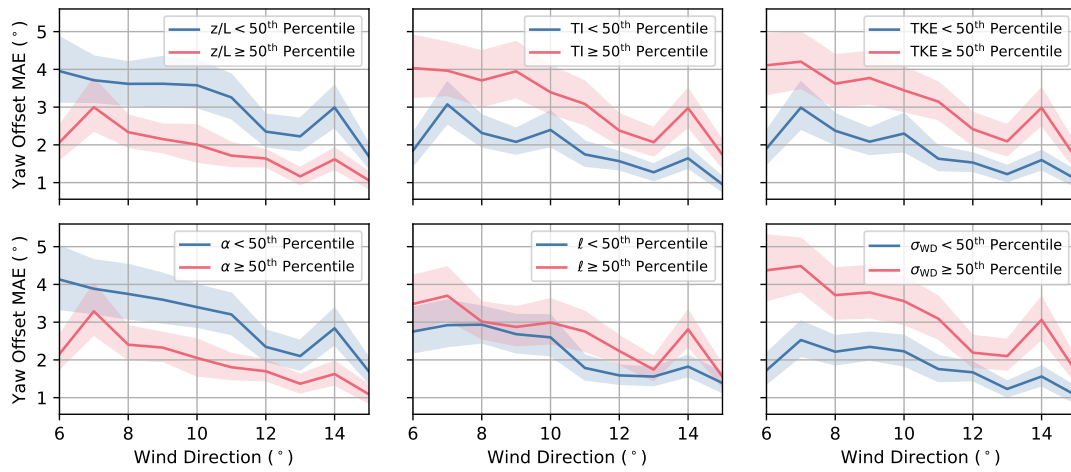 z/L < 50th Percentile
z/L ≥ 50th Percentile
TI < 50th Percentile
TI ≥ 50th Percentile
TKE < 50th Percentile
TKE ≥ 50th Percentile
5
4
3
2
1
Yaw Offset MAE (°)
α < 50th Percentile
α ≥ 50th Percentile
ℓ < 50th Percentile
ℓ ≥ 50th Percentile
σWD < 50th Percentile
σWD ≥ 50th Percentile
5
4
3
2
1
Yaw Offset MAE (°)
6 8 10 12 14
6 8 10 12 14
6 8 10 12 14
Wind Direction (°)
Wind Direction (°)
Wind Direction (°)